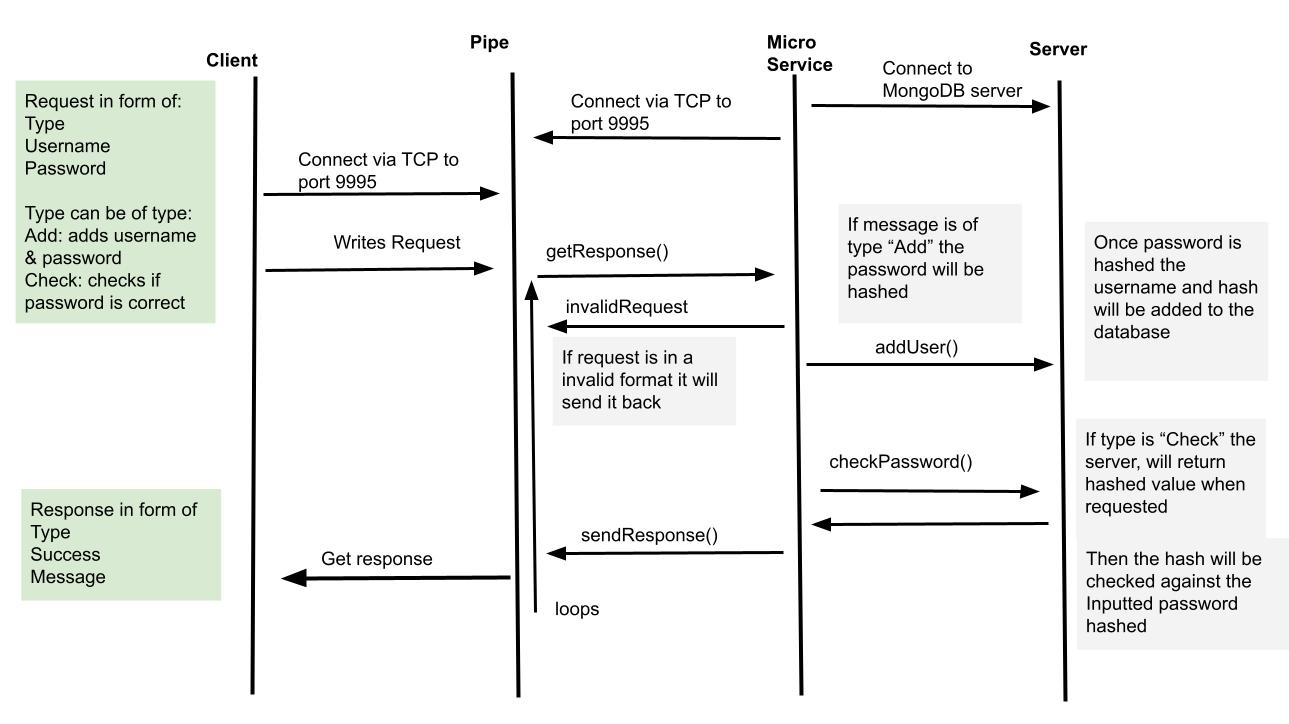 Client
Pipe
Micro
Service
Server
Request in form of:
Type
Username
Password
Type can be of type:
Add: adds username
& password
Check: checks if
password is correct
Connect via TCP to
port 9995
Connect via TCP to
port 9995
Connect to
MongoDB server
Writes Request
getResponse()
invalidRequest
If request is in a
invalid format it will
send it back
If message is of
type “Add” the
password will be
hashed
addUser()
Once password is
hashed the
username and hash
will be added to the
database
checkPassword()
If type is “Check” the
server, will return
hashed value when
requested
Then the hash will be
checked against the
Inputted password
hashed
sendResponse()
Get response
loops
Response in form of
Type
Success
Message